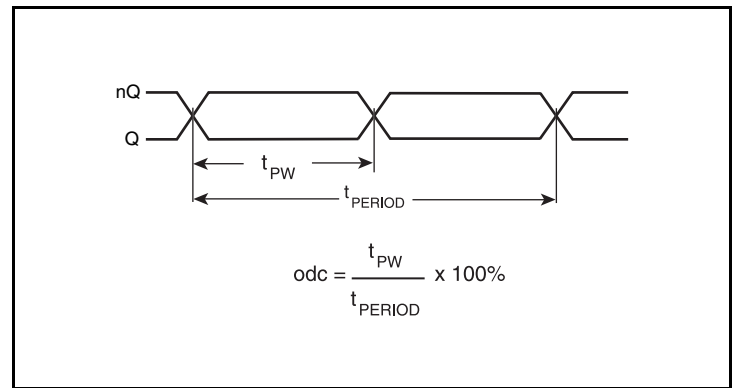 nQ
Q
tPW
tPERIOD
odc = tPW / tPERIOD x 100%